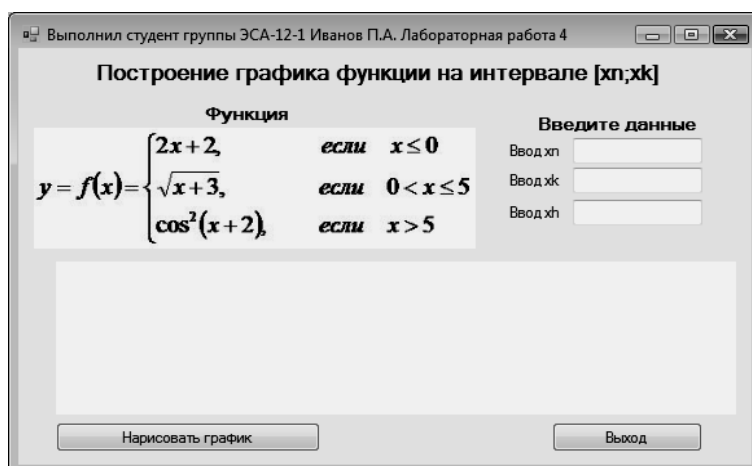 Выполнил студент группы ЭСА-12-1 Иванов П.А. Лабораторная работа 4
Построение графика функции на интервале [xn;xk]
Функция
2x+2, если x≤0
y=f(x)= { √x+3, если 0<x≤5
cos²(x+2), если x>5
Введите данные
Ввод xn
Ввод xk
Ввод xh
Нарисовать график
Выход